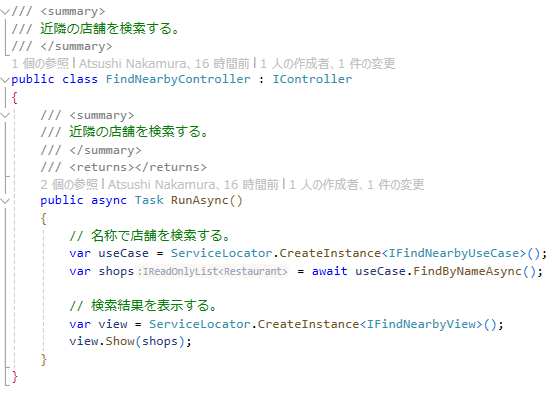 /// <summary>
/// 近隣の店舗を検索する。
/// </summary>
1 個の参照 | Atsushi Nakamura、16 時間前 | 1 人の作成者、1 件の変更
public class FindNearbyController : IController
{
/// <summary>
/// 近隣の店舗を検索する。
/// </summary>
/// <returns></returns>
2 個の参照 | Atsushi Nakamura、16 時間前 | 1 人の作成者、1 件の変更
public async Task RunAsync()
{
// 名称で店舗を検索する。
var useCase = ServiceLocator.CreateInstance<IFindNearbyUseCase>();
var shops :IReadOnlyList<Restaurant> = await useCase.FindByNameAsync();
// 検索結果を表示する。
var view = ServiceLocator.CreateInstance<IFindNearbyView>();
view.Show(shops);
}
}